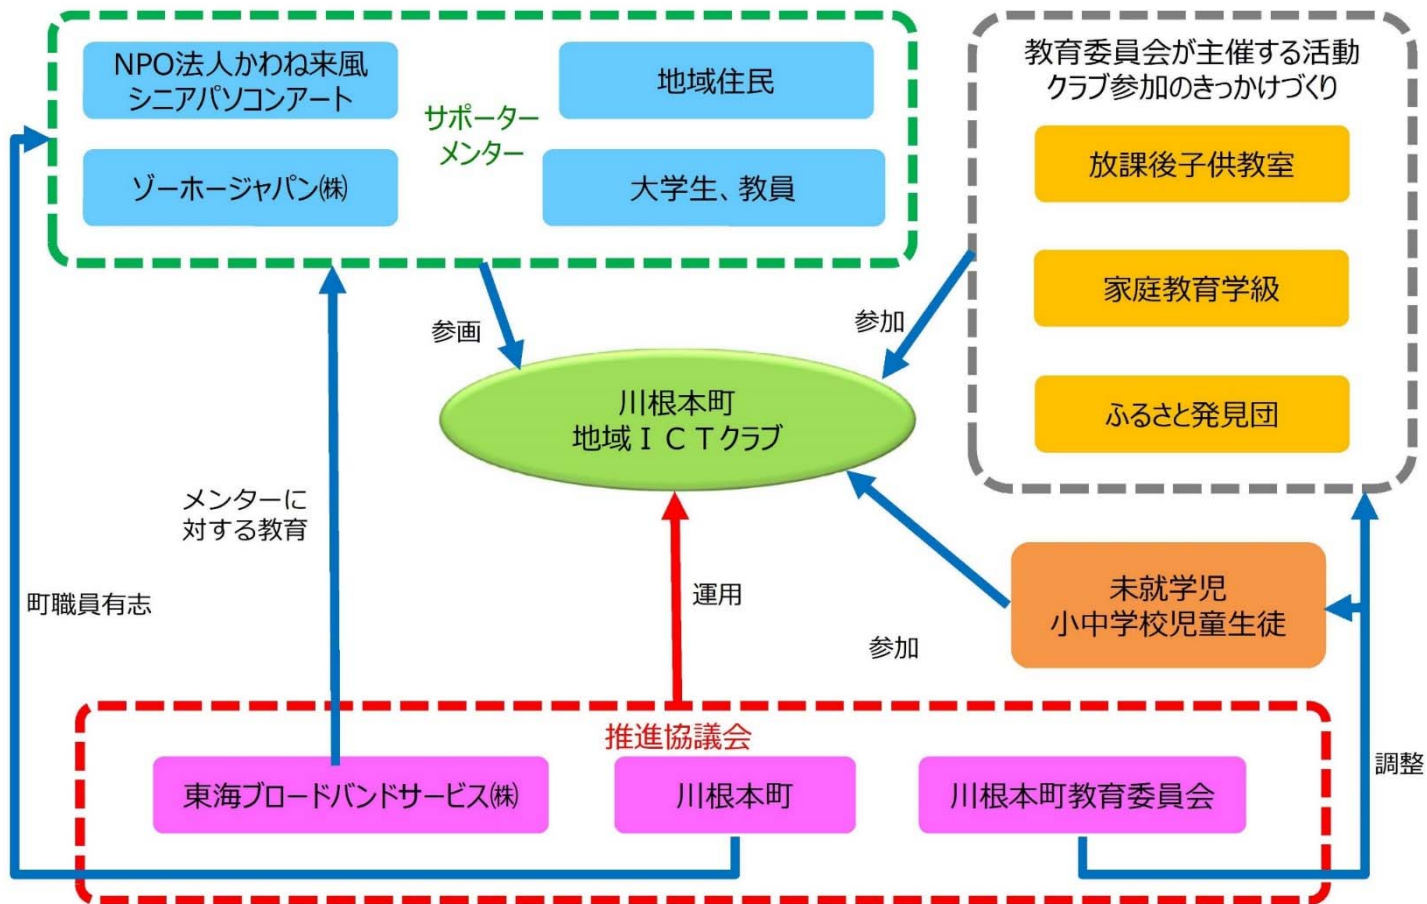 NPO法人かわね来風
シニアパソコンアート
地域住民
サポーター
メンター
ゾーホージャパン㈱
大学生、教員
教育委員会が主催する活動
クラブ参加のきっかけづくり
放課後子供教室
家庭教育学級
ふるさと発見団
参画
参加
川根本町
地域ＩＣＴクラブ
メンターに
対する教育
町職員有志
運用
参加
未就学児
小中学校児童生徒
推進協議会
東海ブロードバンドサービス㈱
川根本町
川根本町教育委員会
調整